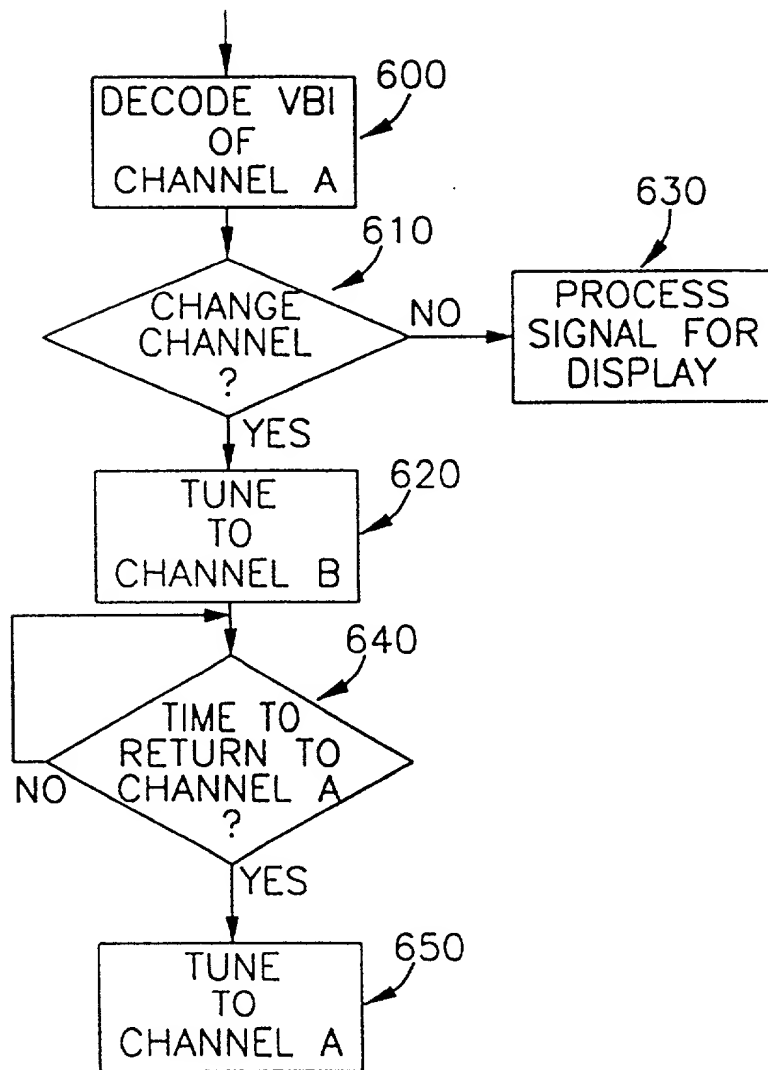 600
DECODE VBI
OF
CHANNEL A
630
610
CHANGE
CHANNEL
?
NO
PROCESS
SIGNAL FOR
DISPLAY
YES
620
TUNE
TO
CHANNEL B
640
TIME TO
RETURN TO
CHANNEL A
?
NO
YES
650
TUNE
TO
CHANNEL A